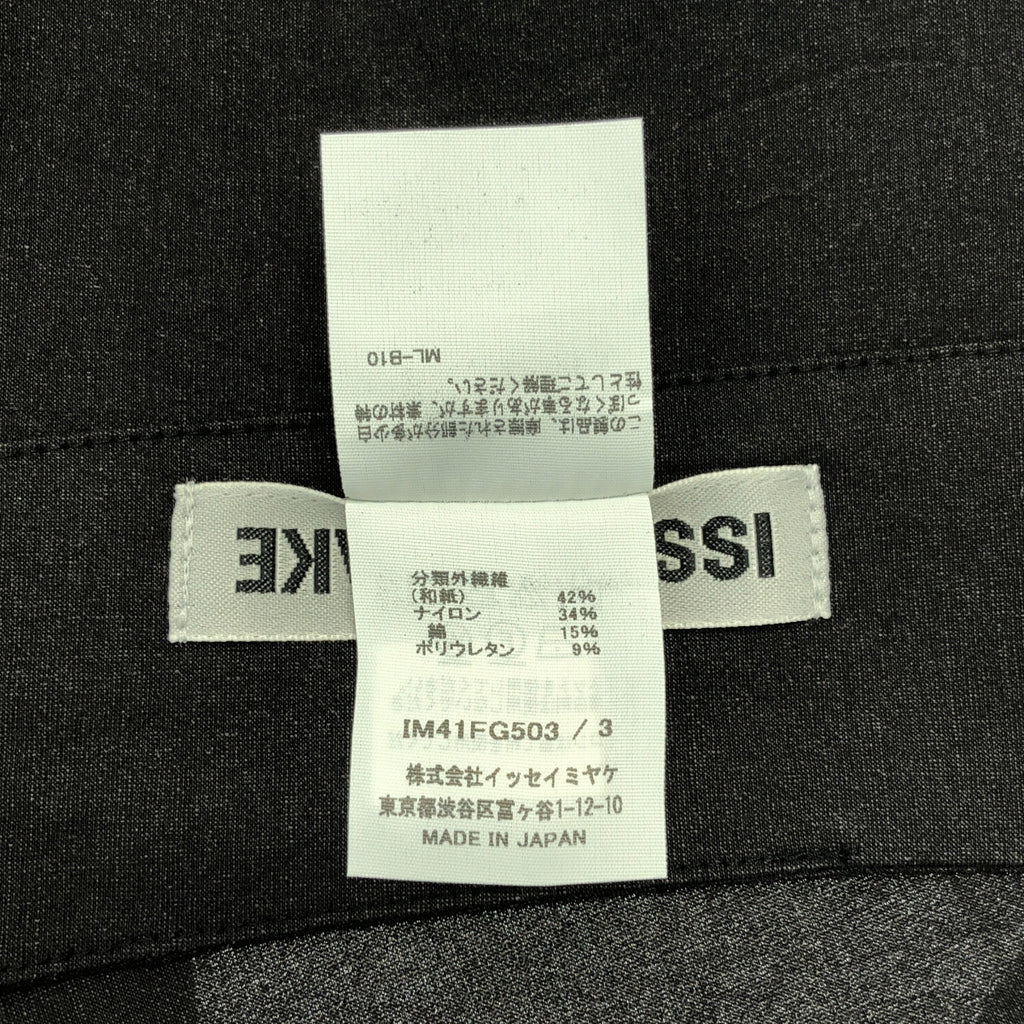 ML-B10
この製品は、摩擦された部分が多少白
っぽくなる事がありますが、素材の特
性としてご理解ください。
ISS
AKE
分類外繊維
(和紙) 42%
ナイロン 34%
綿 15%
ポリウレタン 9%
IM41FG503 / 3
株式会社イッセイミヤケ
東京都渋谷区富ヶ谷1-12-10
MADE IN JAPAN